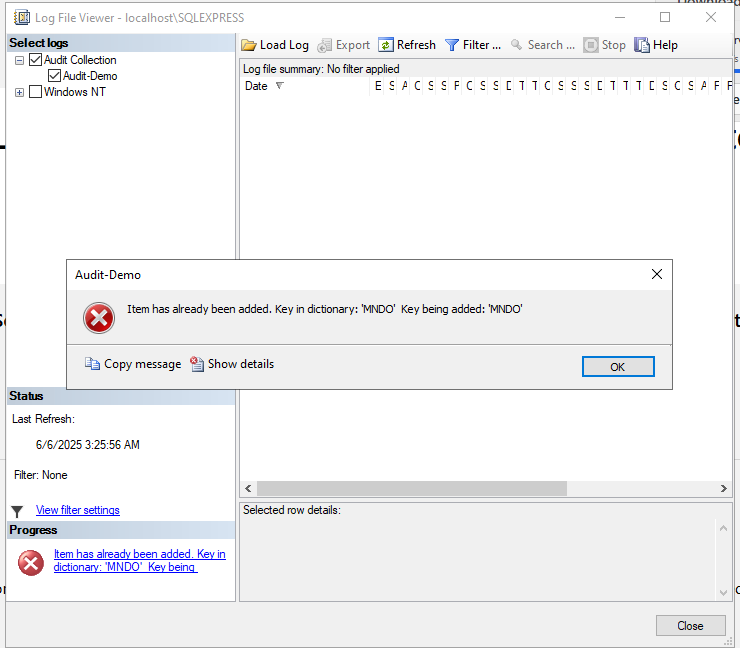 Log File Viewer - localhost\SQLEXPRESS
Select logs
Audit Collection
Audit-Demo
Windows NT
Load Log Export Refresh Filter ... Search ... Stop Help
Log file summary: No filter applied
Date E S A C S S P C S S D T T C S S S D T T T D S C S A F F
Audit-Demo
Item has already been added. Key in dictionary: 'MNDO' Key being added: 'MNDO'
Copy message Show details OK
Status
Last Refresh:
6/6/2025 3:25:56 AM
Filter: None
View filter settings
Progress
Item has already been added. Key in
dictionary: 'MNDO' Key being
Selected row details:
Close